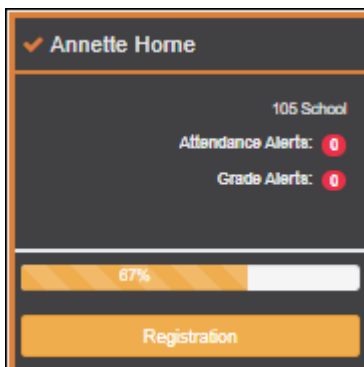 Annette Horne
105 School
Attendance Alerts: 0
Grade Alerts: 0
67%
Registration